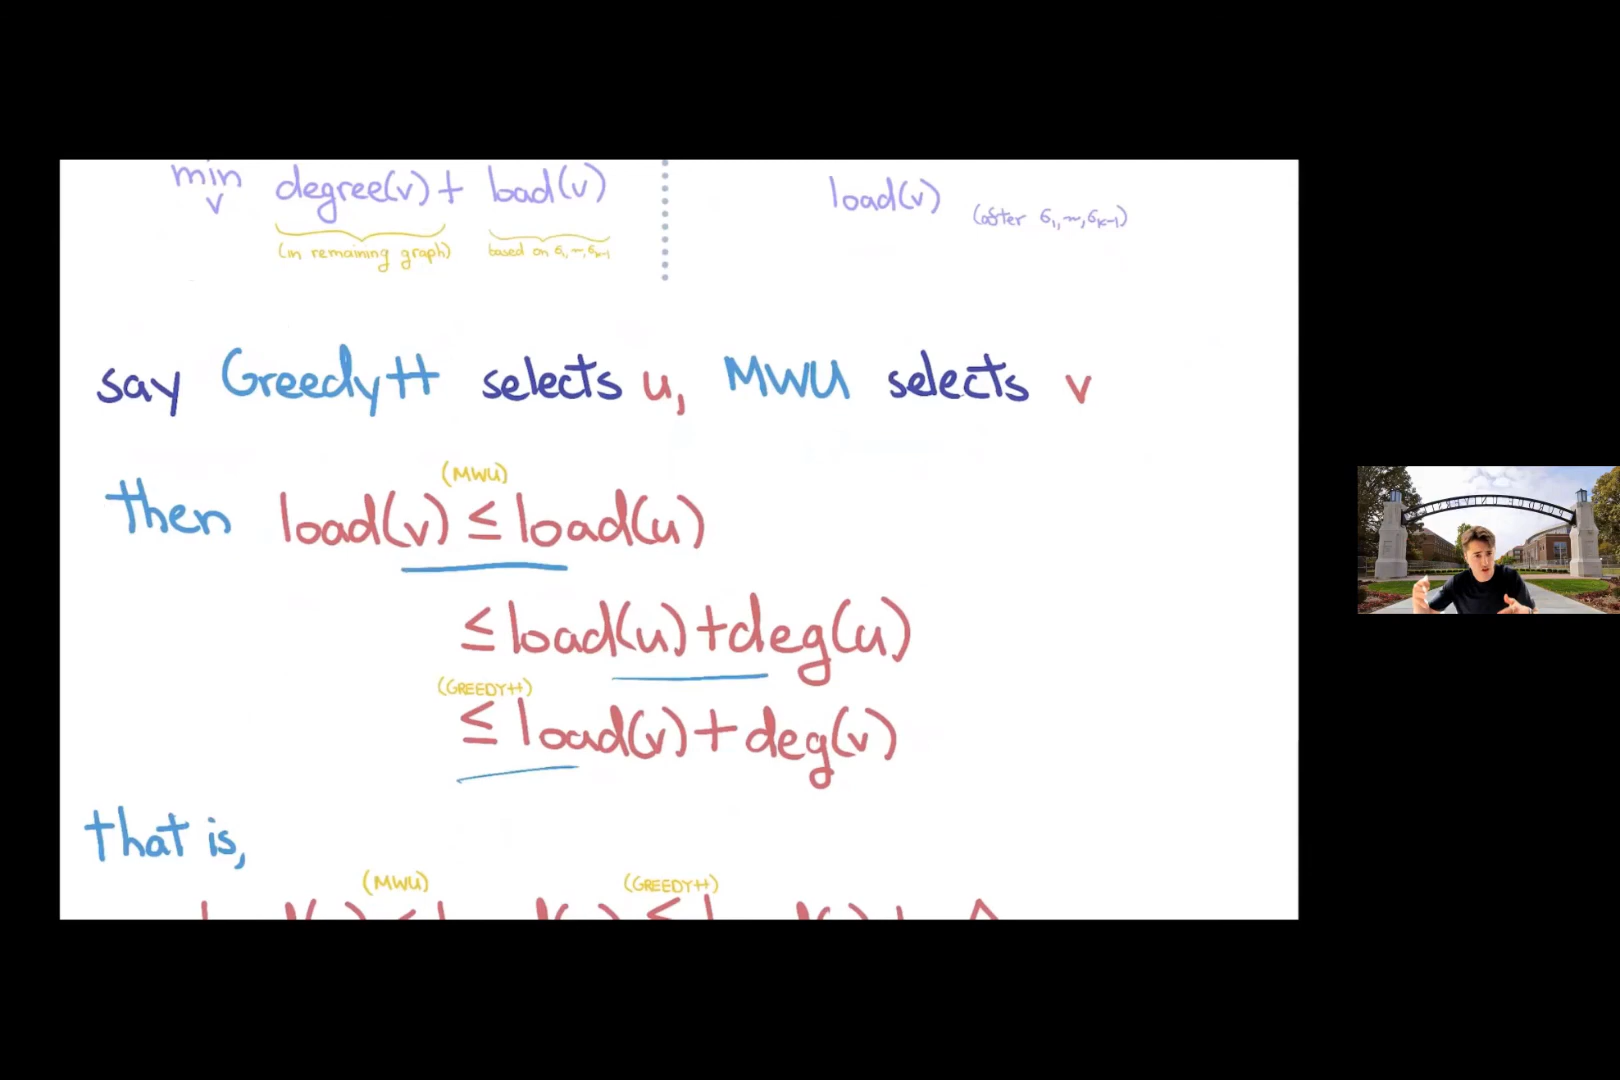 min degree(v) + load(v)
v
(in remaining graph) based on σ₁, ~, σₖ₋₁
load(v) (after σ₁, ~, σₖ₋₁)
say Greedy++ selects u, MWU selects v
(MWU)
then load(v) ≤ load(u)
≤ load(u) + deg(u)
(GREEDY++)
≤ load(v) + deg(v)
that is,
(MWU) (GREEDY++)